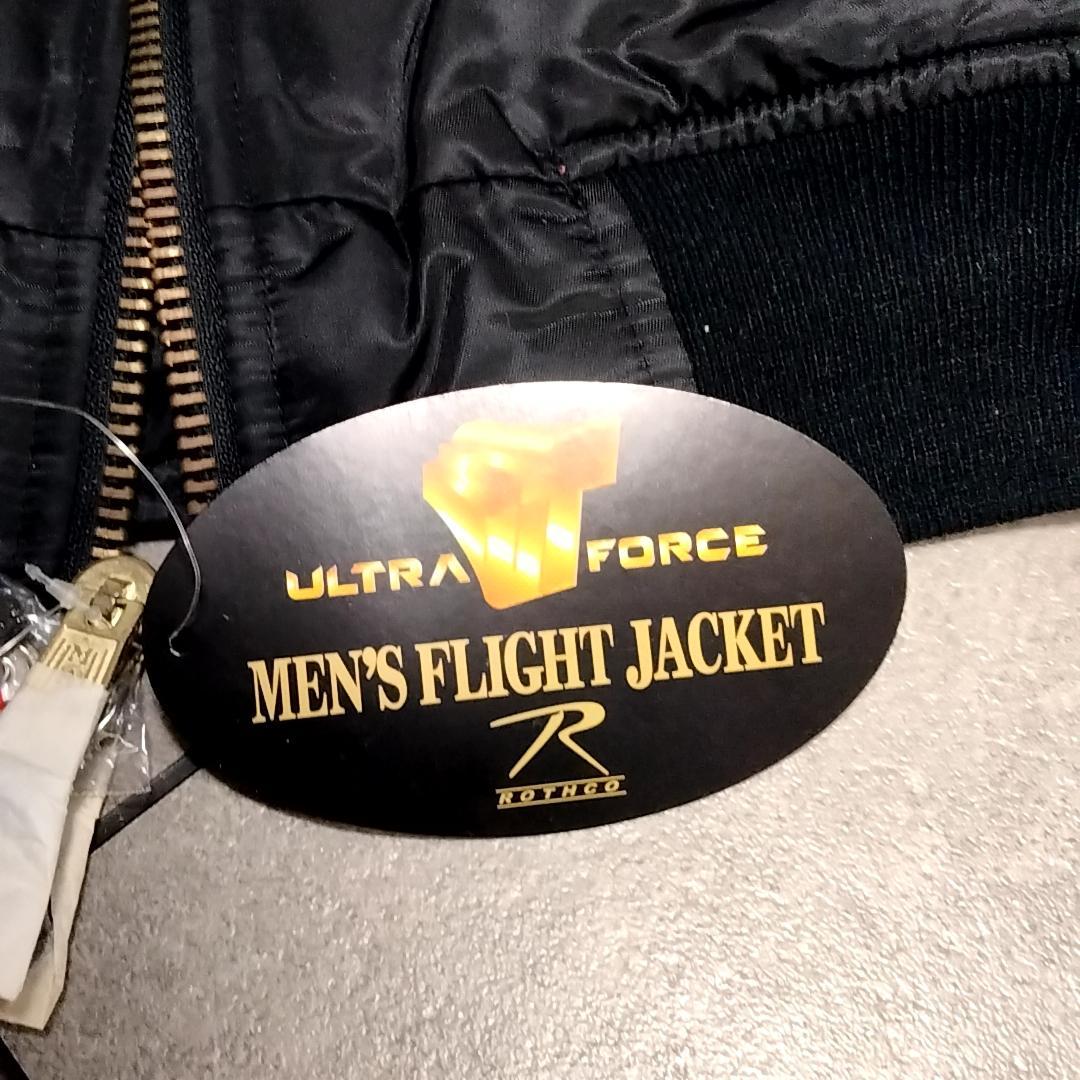 ULTRA FORCE
MEN'S FLIGHT JACKET
R
ROTHCO